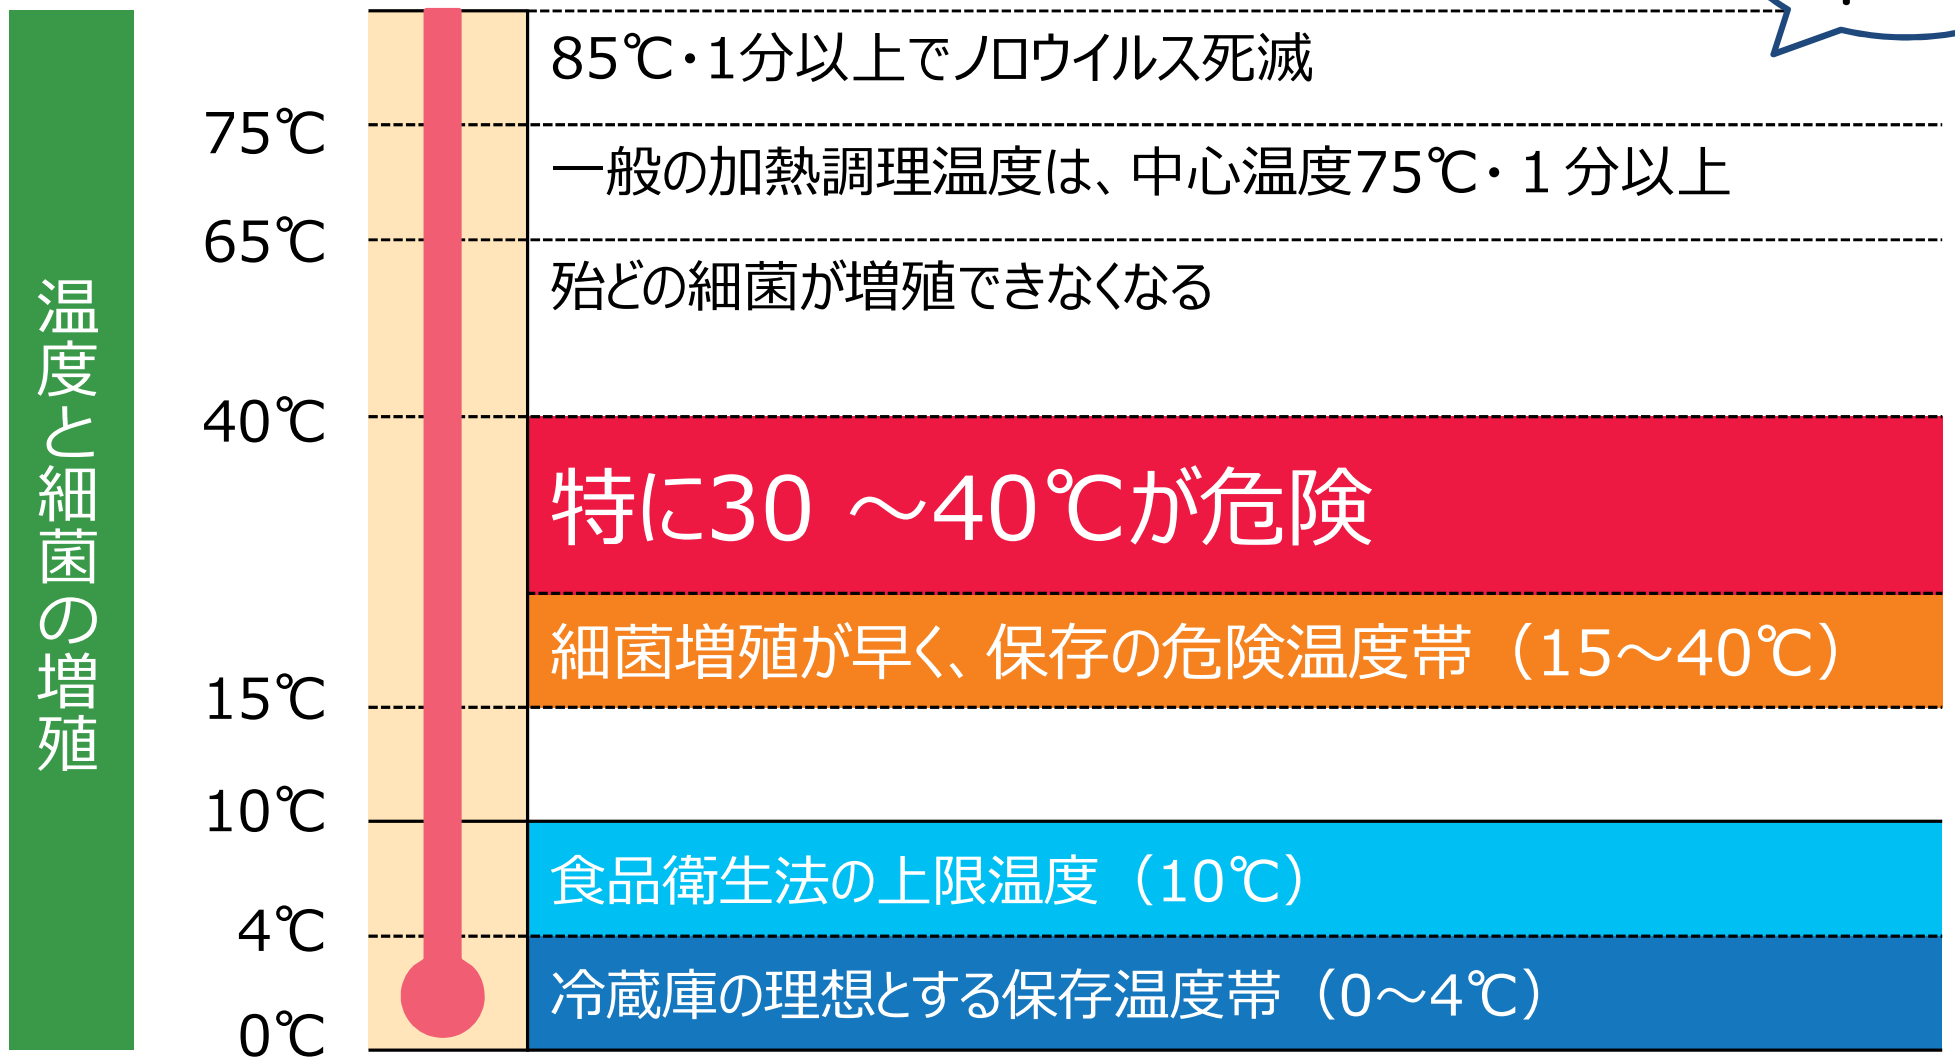 温度と細菌の増殖
85℃・1分以上でノロウイルス死滅
75℃
一般の加熱調理温度は、中心温度75℃・1分以上
65℃
殆どの細菌が増殖できなくなる
40℃
特に30 ～40℃が危険
細菌増殖が早く、保存の危険温度帯（15～40℃）
15℃
10℃
食品衛生法の上限温度（10℃）
4℃
冷蔵庫の理想とする保存温度帯（0～4℃）
0℃